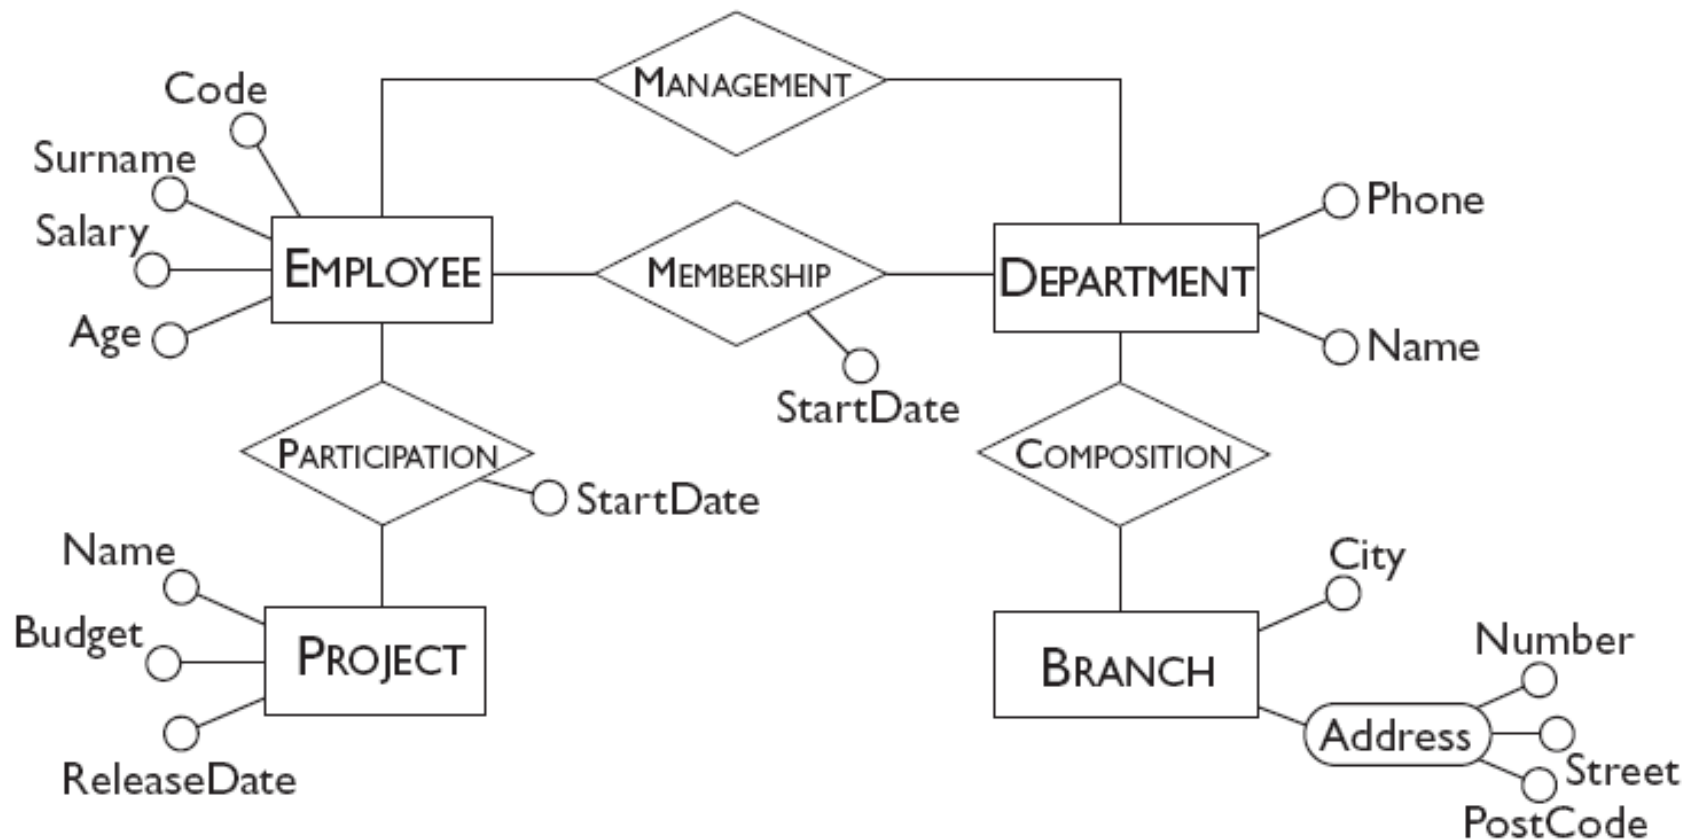 MANAGEMENT
Code
Surname
Salary
Age
EMPLOYEE
MEMBERSHIP
StartDate
DEPARTMENT
Phone
Name
PARTICIPATION
StartDate
COMPOSITION
Name
Budget
ReleaseDate
PROJECT
BRANCH
City
Address
Number
Street
PostCode